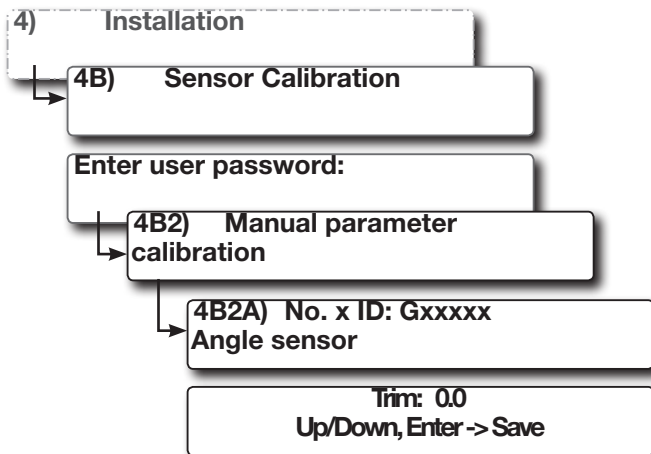 4) Installation
4B) Sensor Calibration
Enter user password:
4B2) Manual parameter
calibration
4B2A) No. x ID: Gxxxxx
Angle sensor
Trim: 0.0
Up/Down, Enter -> Save